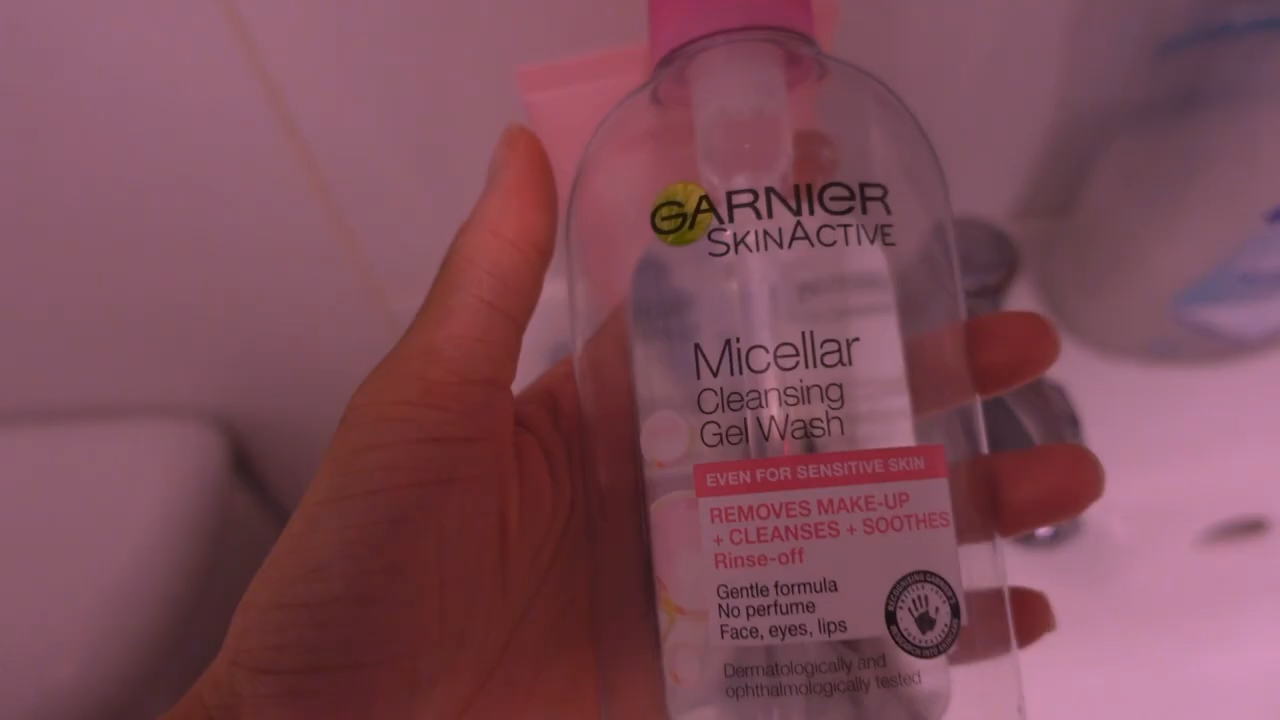 GARNIER
SKINACTIVE
Micellar
Cleansing
Gel Wash
EVEN FOR SENSITIVE SKIN
REMOVES MAKE-UP
+ CLEANSES + SOOTHES
Rinse-off
Gentle formula
No perfume
Face, eyes, lips
Dermatologically and
ophthalmologically tested